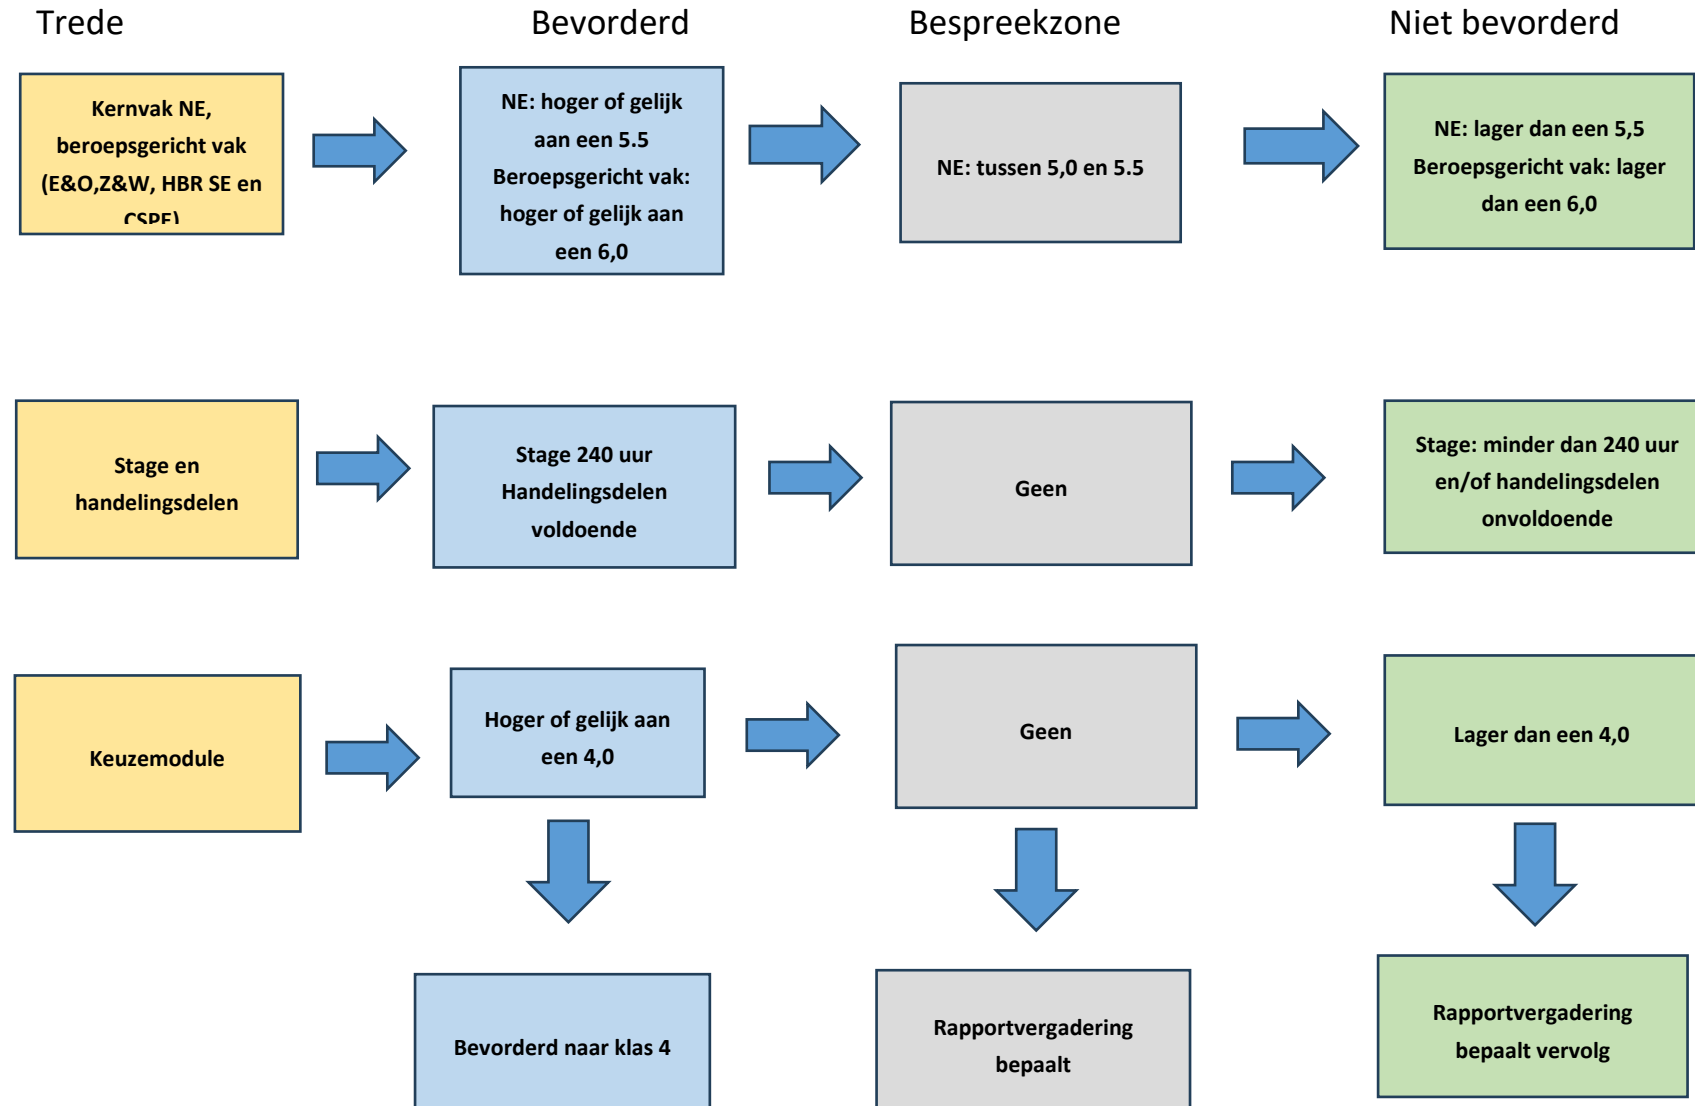 Trede
Bevorderd
Bespreekzone
Niet bevorderd
Kernvak NE,
beroepsgericht vak
(E&O,Z&W, HBR SE en
CSPE)
NE: hoger of gelijk
aan een 5.5
Beroepsgericht vak:
hoger of gelijk aan
een 6,0
NE: tussen 5,0 en 5.5
NE: lager dan een 5,5
Beroepsgericht vak: lager
dan een 6,0
Stage en
handelingsdelen
Stage 240 uur
Handelingsdelen
voldoende
Geen
Stage: minder dan 240 uur
en/of handelingsdelen
onvoldoende
Keuzemodule
Hoger of gelijk aan
een 4,0
Geen
Lager dan een 4,0
Bevorderd naar klas 4
Rapportvergadering
bepaalt
Rapportvergadering
bepaalt vervolg